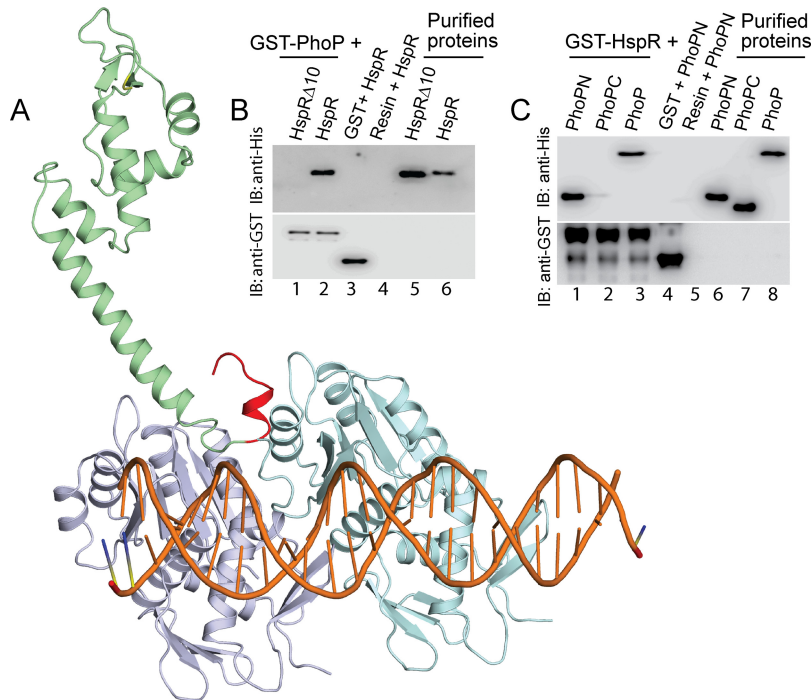 A
B
GST-PhoP +
Purified
proteins
HspRΔ10
HspR
GST+ HspR
Resin + HspR
HspRΔ10
HspR
IB: anti-His
IB: anti-GST
1 2 3 4 5 6
C
GST-HspR +
Purified
proteins
PhoPN
PhoPC
PhoP
GST + PhoPN
Resin + PhoPN
PhoPN
PhoPC
PhoP
IB: anti-His
IB: anti-GST
1 2 3 4 5 6 7 8